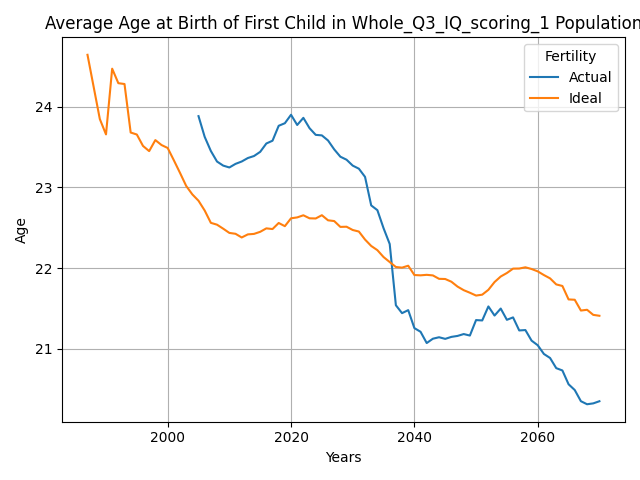 Average Age at Birth of First Child in Whole_Q3_IQ_scoring_1 Population
Fertility
Actual
Ideal
24
23
22
21
Age
2000
2020
2040
2060
Years